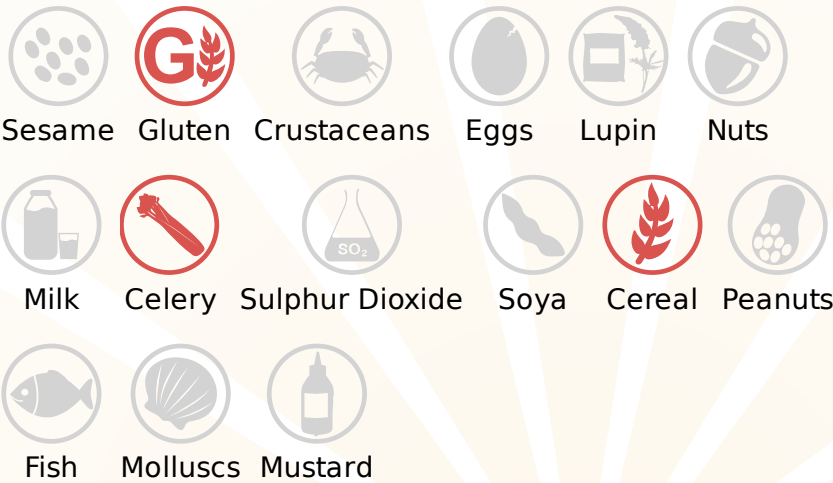 G
Sesame Gluten Crustaceans Eggs Lupin Nuts
SO₂
Milk Celery Sulphur Dioxide Soya Cereal Peanuts
Fish Molluscs Mustard